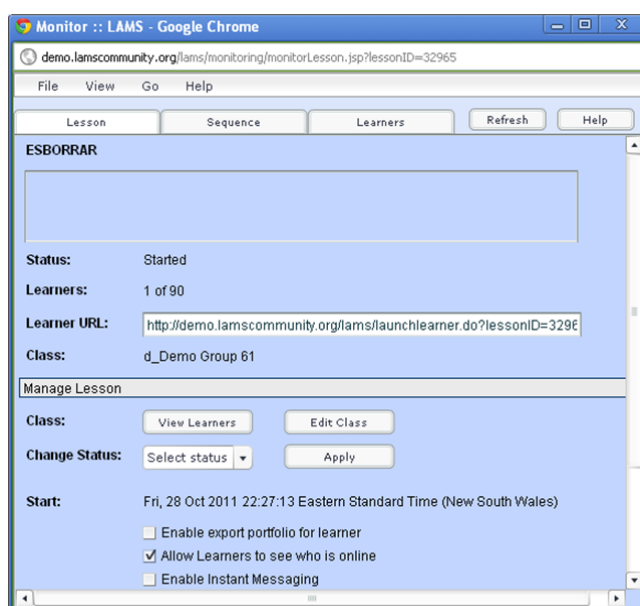 Monitor :: LAMS - Google Chrome
demo.lamscommunity.org/lams/monitoring/monitorLesson.jsp?lessonID=32965
File View Go Help
Lesson Sequence Learners Refresh Help
ESBORRAR
Status: Started
Learners: 1 of 90
Learner URL: http://demo.lamscommunity.org/lams/launchlearner.do?lessonID=3296
Class: d_Demo Group 61
Manage Lesson
Class: View Learners Edit Class
Change Status: Select status Apply
Start: Fri, 28 Oct 2011 22:27:13 Eastern Standard Time (New South Wales)
Enable export portfolio for learner
Allow Learners to see who is online
Enable Instant Messaging